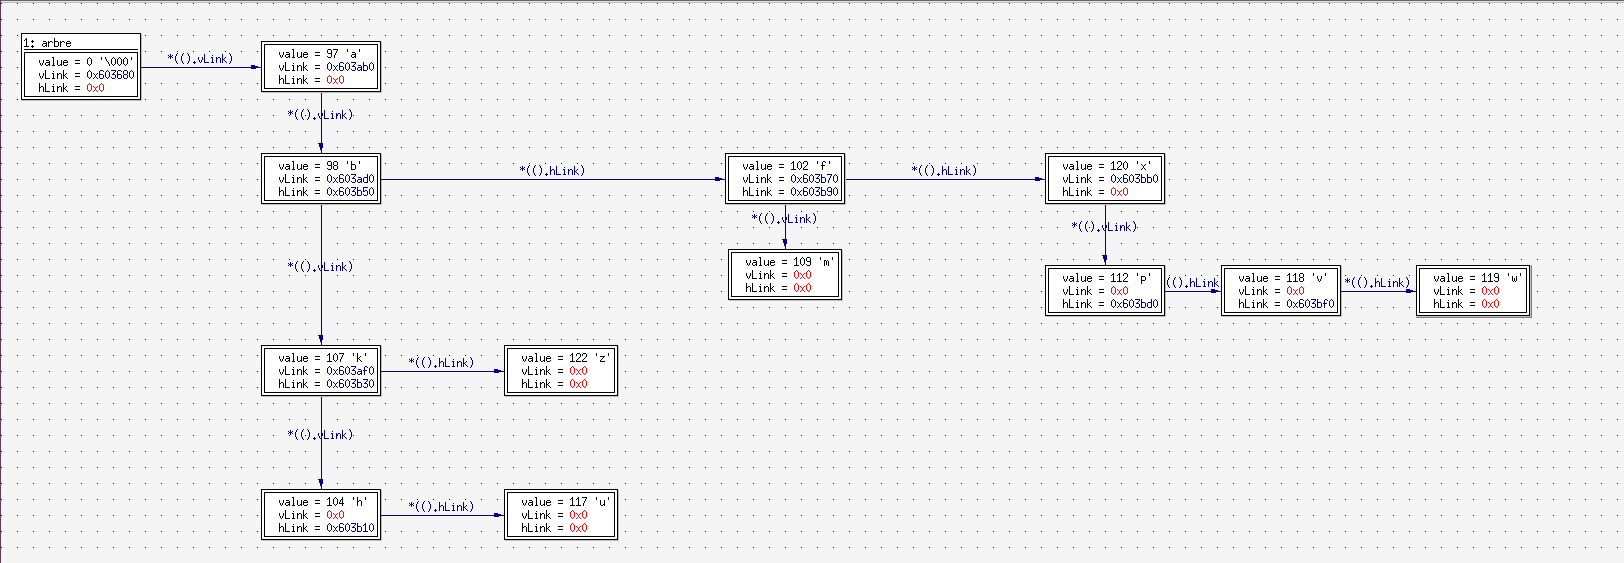 1: arbre
value = 0 '\000'
vLink = 0x603680
hLink = 0x0
*(().vLink)
value = 97 'a'
vLink = 0x603ab0
hLink = 0x0
*(().vLink)
value = 98 'b'
vLink = 0x603ad0
hLink = 0x603b50
*(().hLink)
value = 102 'f'
vLink = 0x603b70
hLink = 0x603b90
*(().hLink)
value = 120 'x'
vLink = 0x603bb0
hLink = 0x0
*(().vLink)
*(().vLink)
*(().vLink)
value = 109 'm'
vLink = 0x0
hLink = 0x0
value = 112 'p'
vLink = 0x0
hLink = 0x603bd0
(().hLink
value = 118 'v'
vLink = 0x0
hLink = 0x603bf0
*(().hLink)
value = 119 'w'
vLink = 0x0
hLink = 0x0
value = 107 'k'
vLink = 0x603af0
hLink = 0x603b30
*(().hLink)
value = 122 'z'
vLink = 0x0
hLink = 0x0
*(().vLink)
value = 104 'h'
vLink = 0x0
hLink = 0x603b10
*(().hLink)
value = 117 'u'
vLink = 0x0
hLink = 0x0